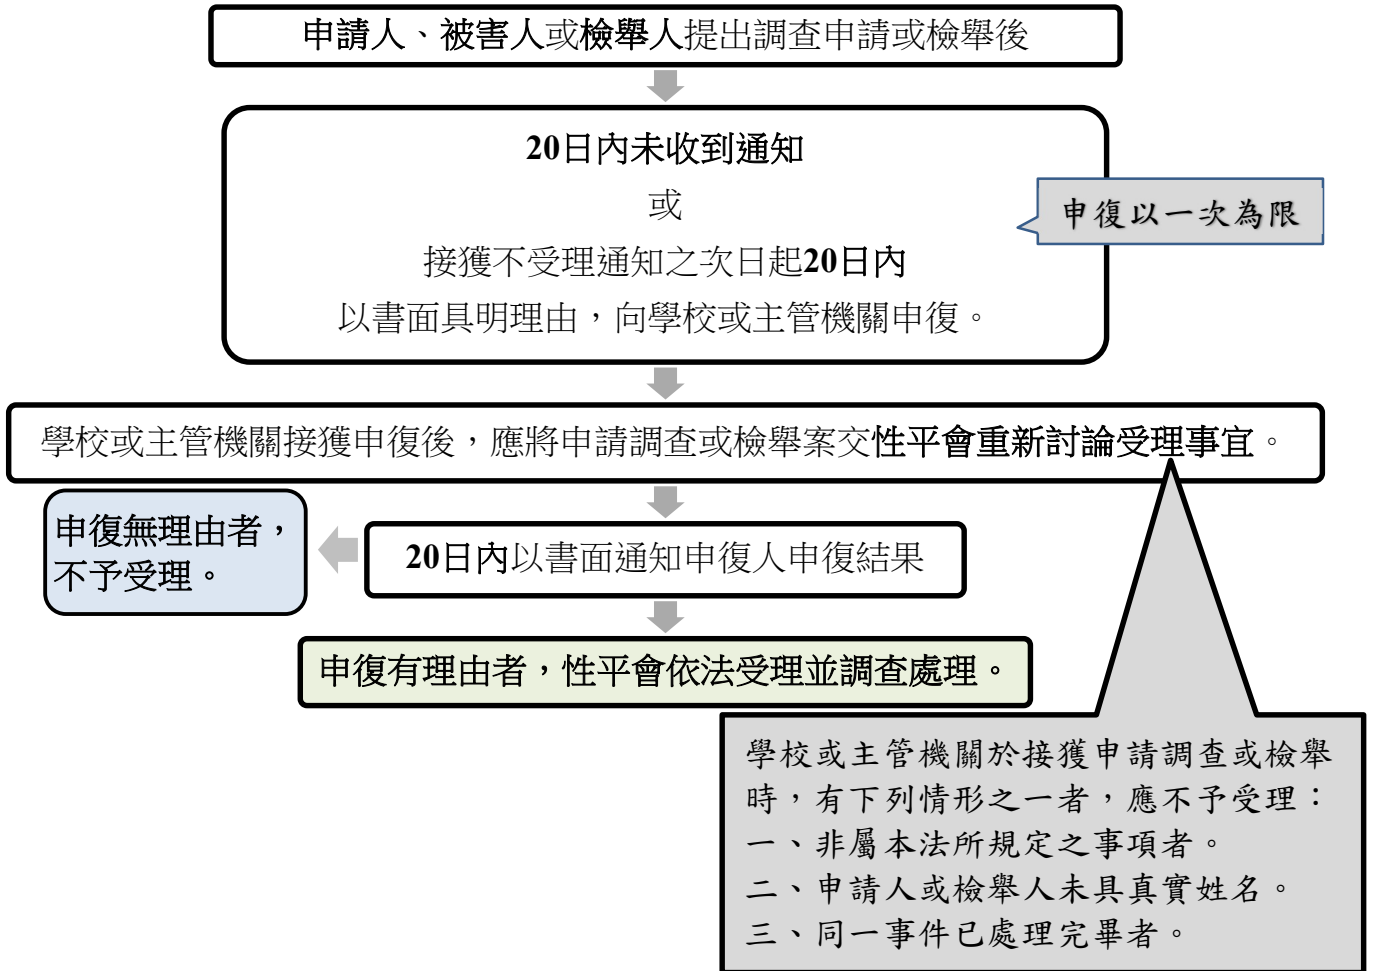 申請人、被害人或檢舉人提出調查申請或檢舉後
20日內未收到通知
或
接獲不受理通知之次日起20日內
以書面具明理由，向學校或主管機關申復。
申復以一次為限
學校或主管機關接獲申復後，應將申請調查或檢舉案交性平會重新討論受理事宜。
申復無理由者，
不予受理。
20日內以書面通知申復人申復結果
申復有理由者，性平會依法受理並調查處理。
學校或主管機關於接獲申請調查或檢舉
時，有下列情形之一者，應不予受理：
一、非屬本法所規定之事項者。
二、申請人或檢舉人未具真實姓名。
三、同一事件已處理完畢者。